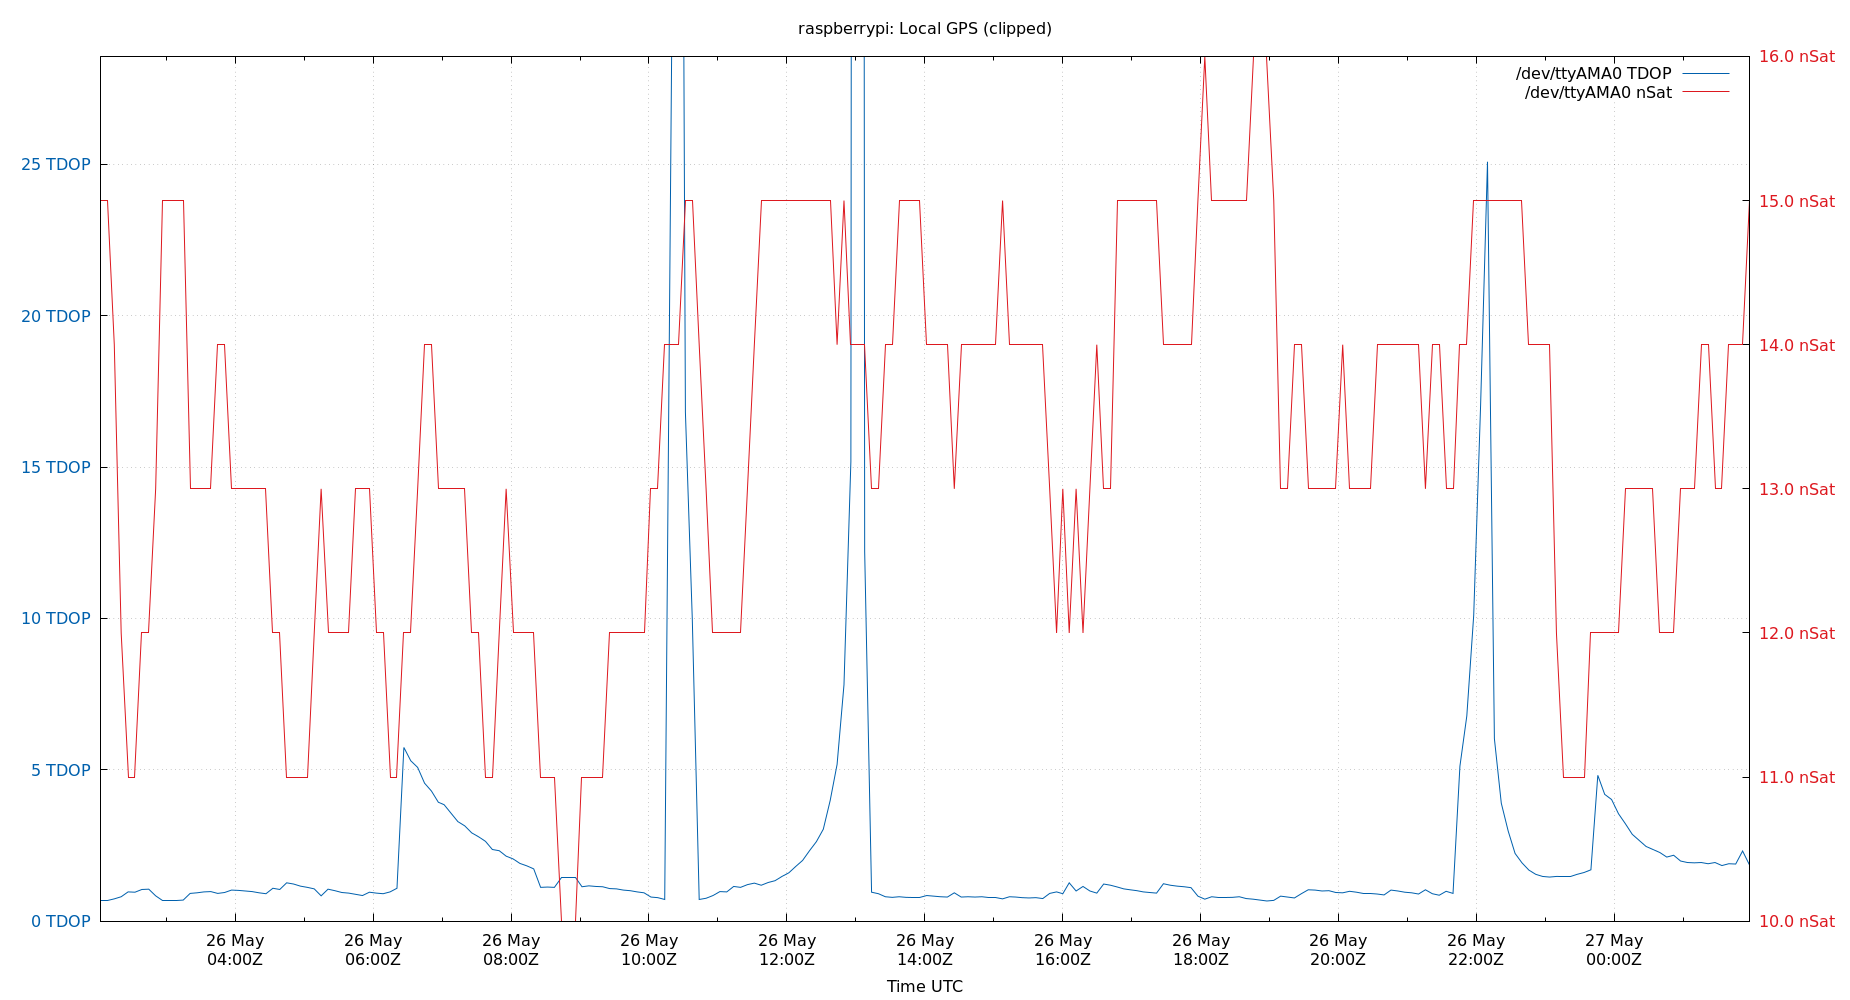 raspberrypi: Local GPS (clipped)
16.0 nSat
/dev/ttyAMA0 TDOP
/dev/ttyAMA0 nSat
25 TDOP
15.0 nSat
20 TDOP
14.0 nSat
15 TDOP
13.0 nSat
10 TDOP
12.0 nSat
5 TDOP
11.0 nSat
0 TDOP
10.0 nSat
26 May 26 May 26 May 26 May 26 May 26 May 26 May 26 May 26 May 26 May 27 May
04:00Z 06:00Z 08:00Z 10:00Z 12:00Z 14:00Z 16:00Z 18:00Z 20:00Z 22:00Z 00:00Z
Time UTC